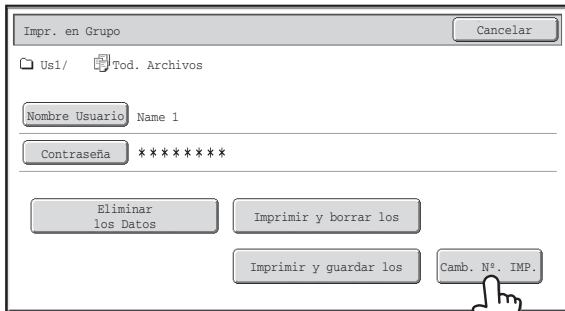 Impr. en Grupo Cancelar
Us1/ Tod. Archivos
Nombre Usuario Name 1
Contraseña ********
Eliminar
los Datos
Imprimir y borrar los
Imprimir y guardar los Camb. Nº. IMP.